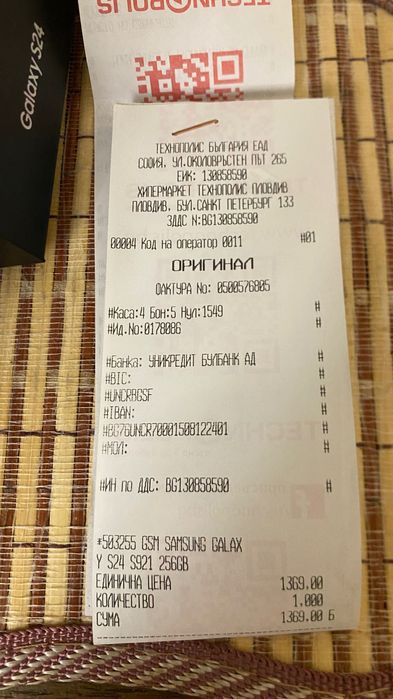 TECHNOPOLIS
Galaxy S24
ТЕХНОПОЛИС БЪЛГАРИЯ ЕАД
СОФИЯ, УЛ.ОКОЛОВРЪСТЕН ПЪТ 265
ЕИК: 130858590
ХИПЕРМАРКЕТ ТЕХНОПОЛИС ПЛОВДИВ
ПЛОВДИВ, БУЛ.САНКТ ПЕТЕРБУРГ 133
ЗДДС N:BG130858590
00004 Код на оператор 0011 #01
ОРИГИНАЛ
ФАКТУРА No: 0500576805
#Каса:4 Бон:5 Нул:1549 #
#Ид.No:0178086 #
#Банка: УНИКРЕДИТ БУЛБАНК АД #
#BIC: #
#UNCRBGSF #
#IBAN: #
#BG76UNCR70001508122401 #
#МОЛ: #
#ИН по ДДС: BG130858590 #
*503255 GSM SAMSUNG GALAX
Y S24 S921 256GB
ЕДИНИЧНА ЦЕНА 1369.00
КОЛИЧЕСТВО 1.000
СУМА 1369.00 Б